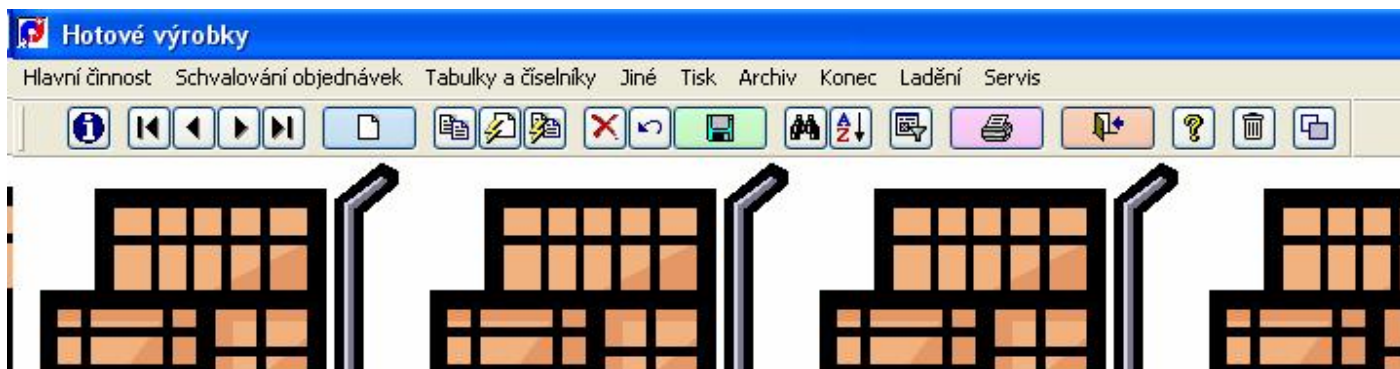 Hotové výrobky
Hlavní činnost Schvalování objednávek Tabulky a číselníky Jiné Tisk Archiv Konec Ladění Servis